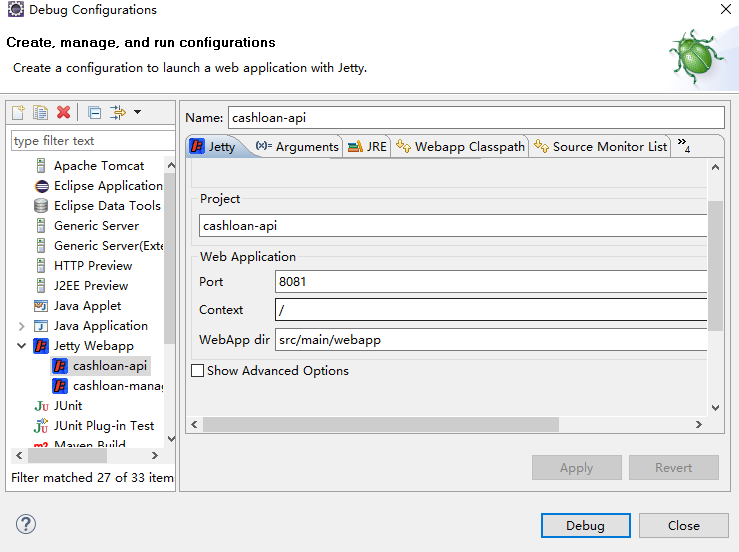 Debug Configurations
Create, manage, and run configurations
Create a configuration to launch a web application with Jetty.
type filter text
Apache Tomcat
Eclipse Application
Eclipse Data Tools
Generic Server
Generic Server(Exte
HTTP Preview
J2EE Preview
Java Applet
Java Application
Jetty Webapp
cashloan-api
cashloan-manag
JUnit
JUnit Plug-in Test
Maven Build
Filter matched 27 of 33 item
Name: cashloan-api
Jetty (x)= Arguments JRE Webapp Classpath Source Monitor List »4
Project
cashloan-api
Web Application
Port 8081
Context /
WebApp dir src/main/webapp
Show Advanced Options
Apply Revert
? Debug Close